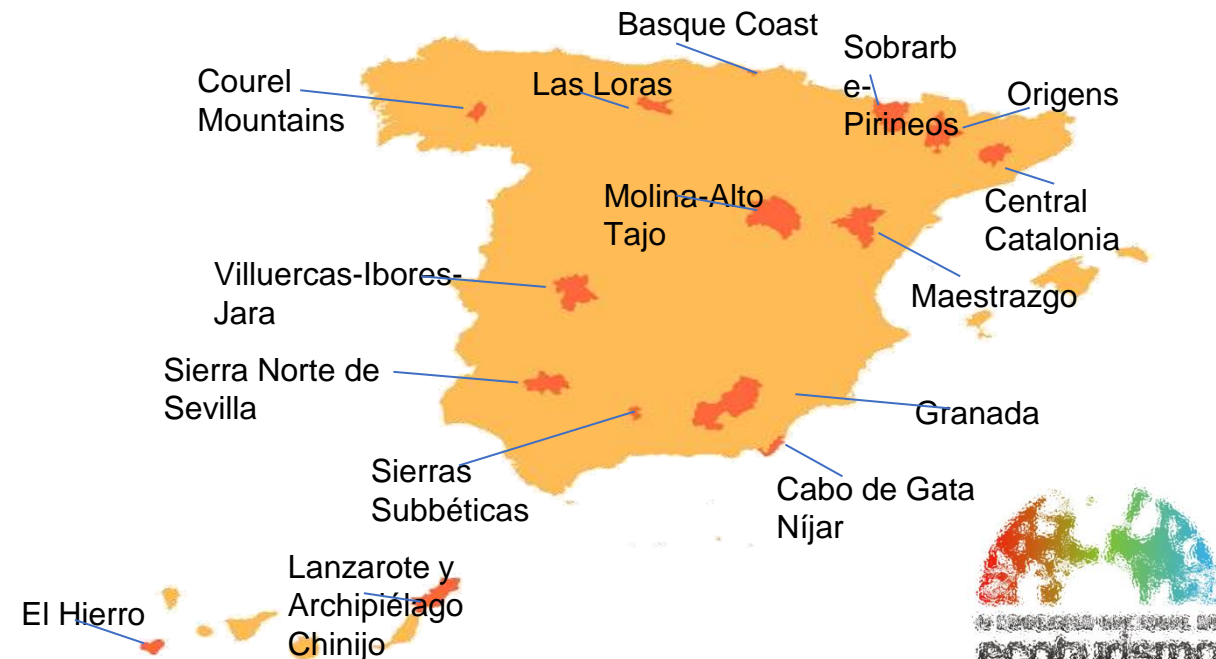 Basque Coast
Sobrarb
e-
Pirineos
Courel
Mountains
Las Loras
Origens
Molina-Alto
Tajo
Central
Catalonia
Villuercas-Ibores-
Jara
Maestrazgo
Sierra Norte de
Sevilla
Granada
Sierras
Subbéticas
Cabo de Gata
Níjar
Lanzarote y
Archipiélago
Chinijo
El Hierro
ecoturismo